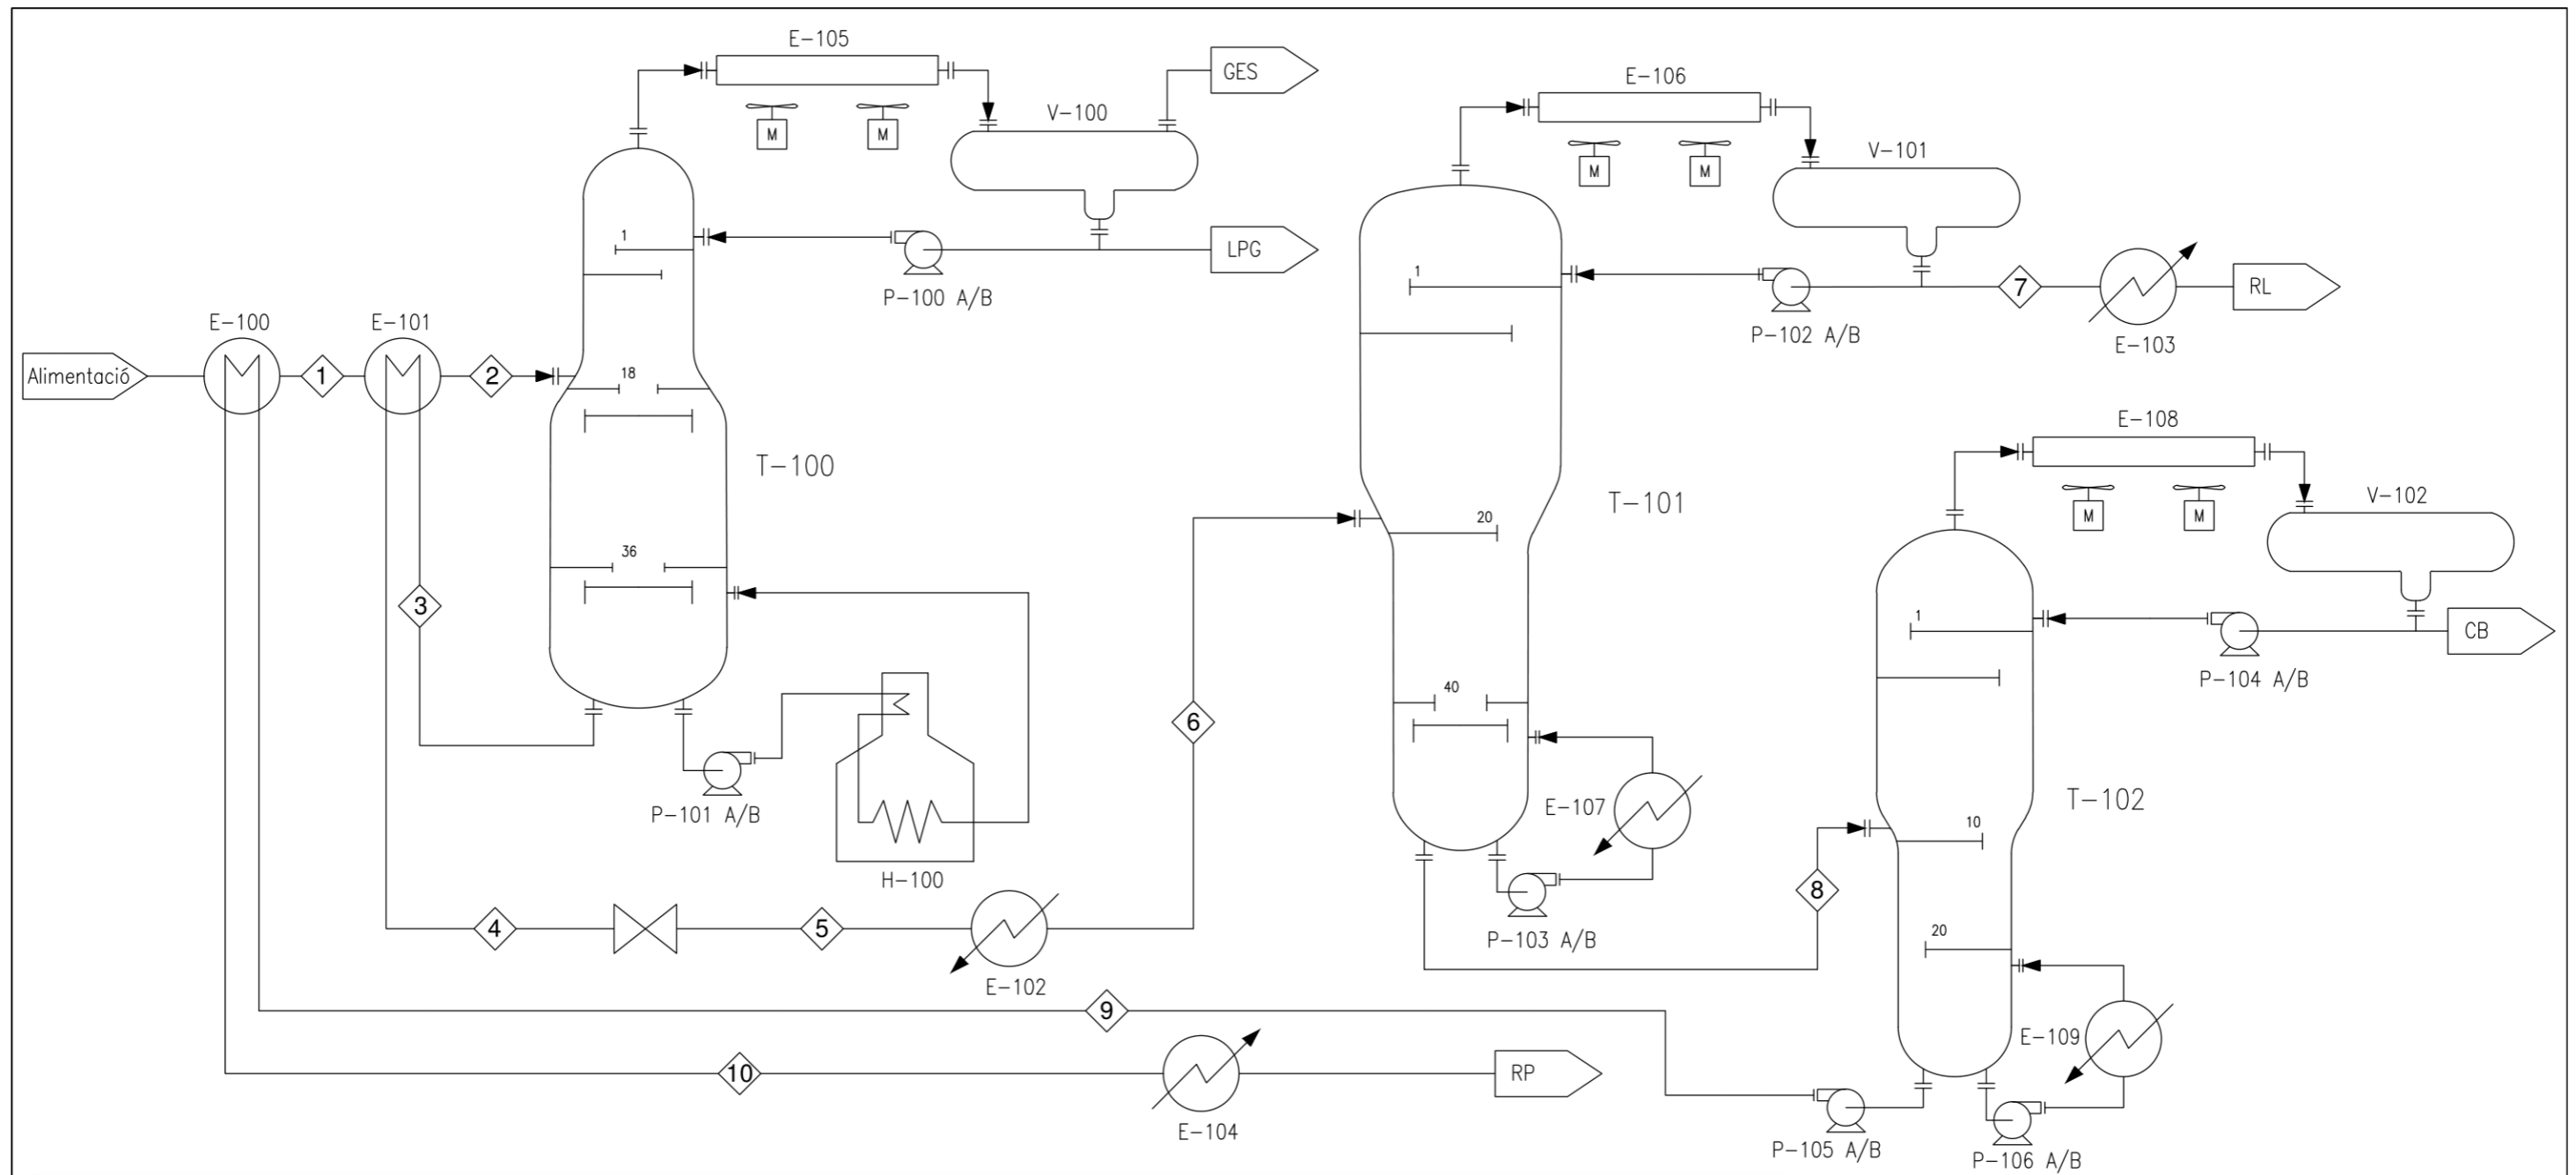 E-105
GES
E-106
V-100
M
M
V-101
M
M
1
LPG
1
7
RL
P-100 A/B
E-100
E-101
P-102 A/B
E-103
Alimentació
1
2
18
E-108
T-100
V-102
T-101
20
M
M
36
3
1
CB
P-104 A/B
40
6
P-101 A/B
E-107
T-102
10
H-100
8
4
5
P-103 A/B
20
E-102
9
E-109
10
RP
E-104
P-105 A/B
P-106 A/B